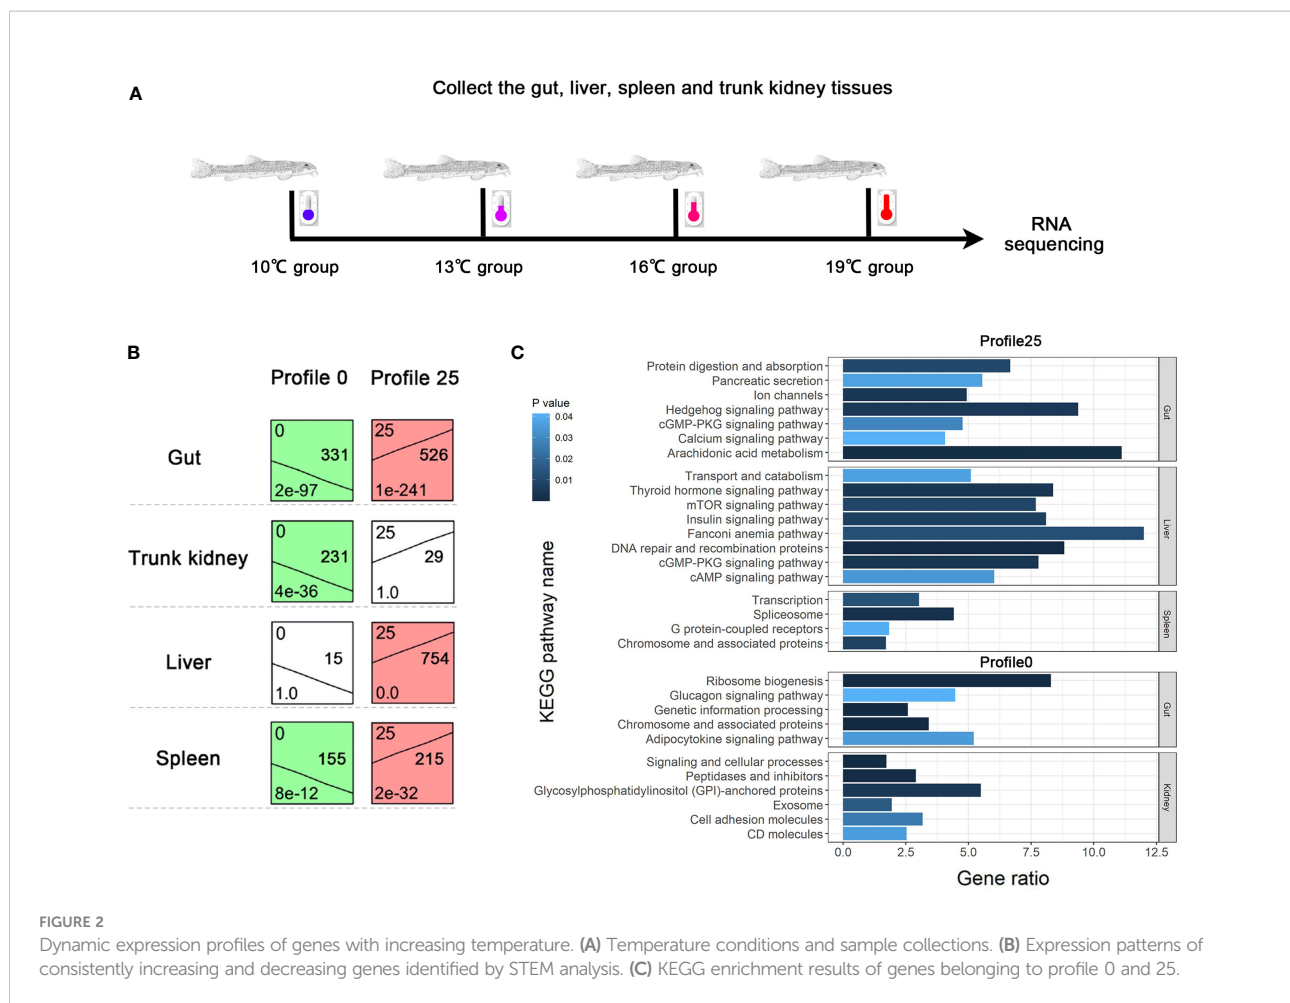 A
Collect the gut, liver, spleen and trunk kidney tissues
10℃ group
13℃ group
16℃ group
19℃ group
RNA
sequencing
B
Profile 0
Profile 25
Gut
0
331
2e-97
25
526
1e-241
Trunk kidney
0
231
4e-36
25
29
1.0
Liver
0
15
1.0
25
754
0.0
Spleen
0
155
8e-12
25
215
2e-32
C
P value
0.04
0.03
0.02
0.01
KEGG pathway name
Profile25
Protein digestion and absorption
Pancreatic secretion
Ion channels
Hedgehog signaling pathway
cGMP-PKG signaling pathway
Calcium signaling pathway
Arachidonic acid metabolism
Gut
Transport and catabolism
Thyroid hormone signaling pathway
mTOR signaling pathway
Insulin signaling pathway
Fanconi anemia pathway
DNA repair and recombination proteins
cGMP-PKG signaling pathway
cAMP signaling pathway
Liver
Transcription
Spliceosome
G protein-coupled receptors
Chromosome and associated proteins
Spleen
Profile0
Ribosome biogenesis
Glucagon signaling pathway
Genetic information processing
Chromosome and associated proteins
Adipocytokine signaling pathway
Gut
Signaling and cellular processes
Peptidases and inhibitors
Glycosylphosphatidylinositol (GPI)-anchored proteins
Exosome
Cell adhesion molecules
CD molecules
Kidney
0.0
2.5
5.0
7.5
10.0
12.5
Gene ratio
FIGURE 2
Dynamic expression profiles of genes with increasing temperature. (A) Temperature conditions and sample collections. (B) Expression patterns of
consistently increasing and decreasing genes identified by STEM analysis. (C) KEGG enrichment results of genes belonging to profile 0 and 25.